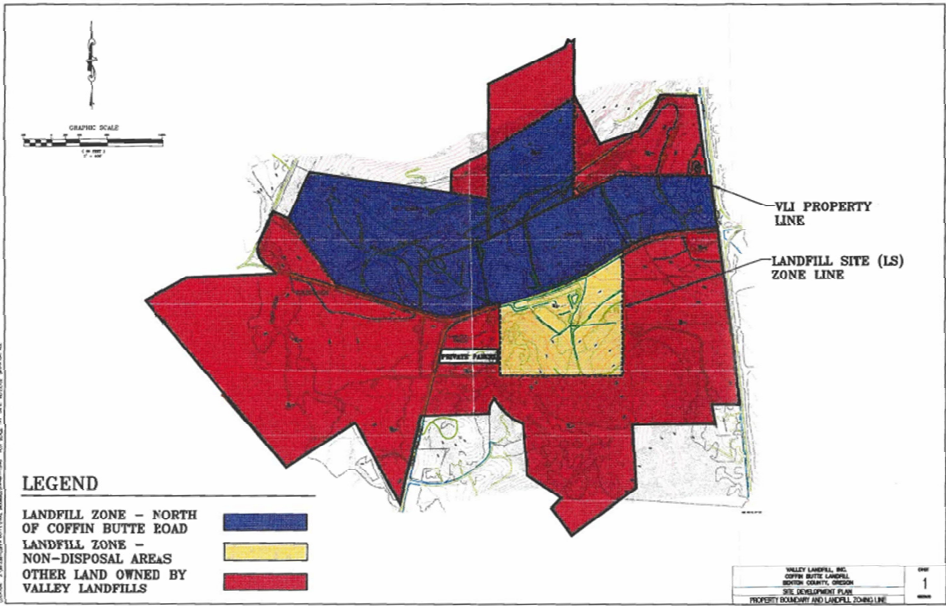 GRAPHIC SCALE
( IN FEET )
VLI PROPERTY
LINE
LANDFILL SITE (LS)
ZONE LINE
PRIVATE PARCEL
LEGEND
LANDFILL ZONE - NORTH
OF COFFIN BUTTE ROAD
LANDFILL ZONE -
NON-DISPOSAL AREAS
OTHER LAND OWNED BY
VALLEY LANDFILLS
VALLEY LANDFILL, INC.
COFFIN BUTTE LANDFILL
BENTON COUNTY, OREGON
SITE DEVELOPMENT PLAN
PROPERTY BOUNDARY AND LANDFILL ZONING LINE
1